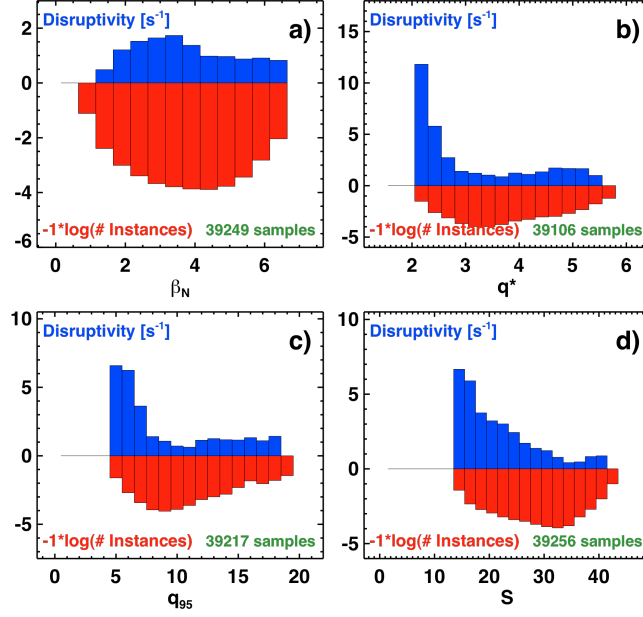 2
0
-2
-4
-6
Disruptivity [s⁻¹]
a)
-1*log(# Instances)
39249 samples
0 2 4 6
β_N
15
10
5
0
-5
Disruptivity [s⁻¹]
b)
-1*log(# Instances)
39106 samples
2 3 4 5 6
q*
10
5
0
-5
Disruptivity [s⁻¹]
c)
-1*log(# Instances)
39217 samples
0 5 10 15 20
q_95
10
5
0
-5
Disruptivity [s⁻¹]
d)
-1*log(# Instances)
39256 samples
0 10 20 30 40
S